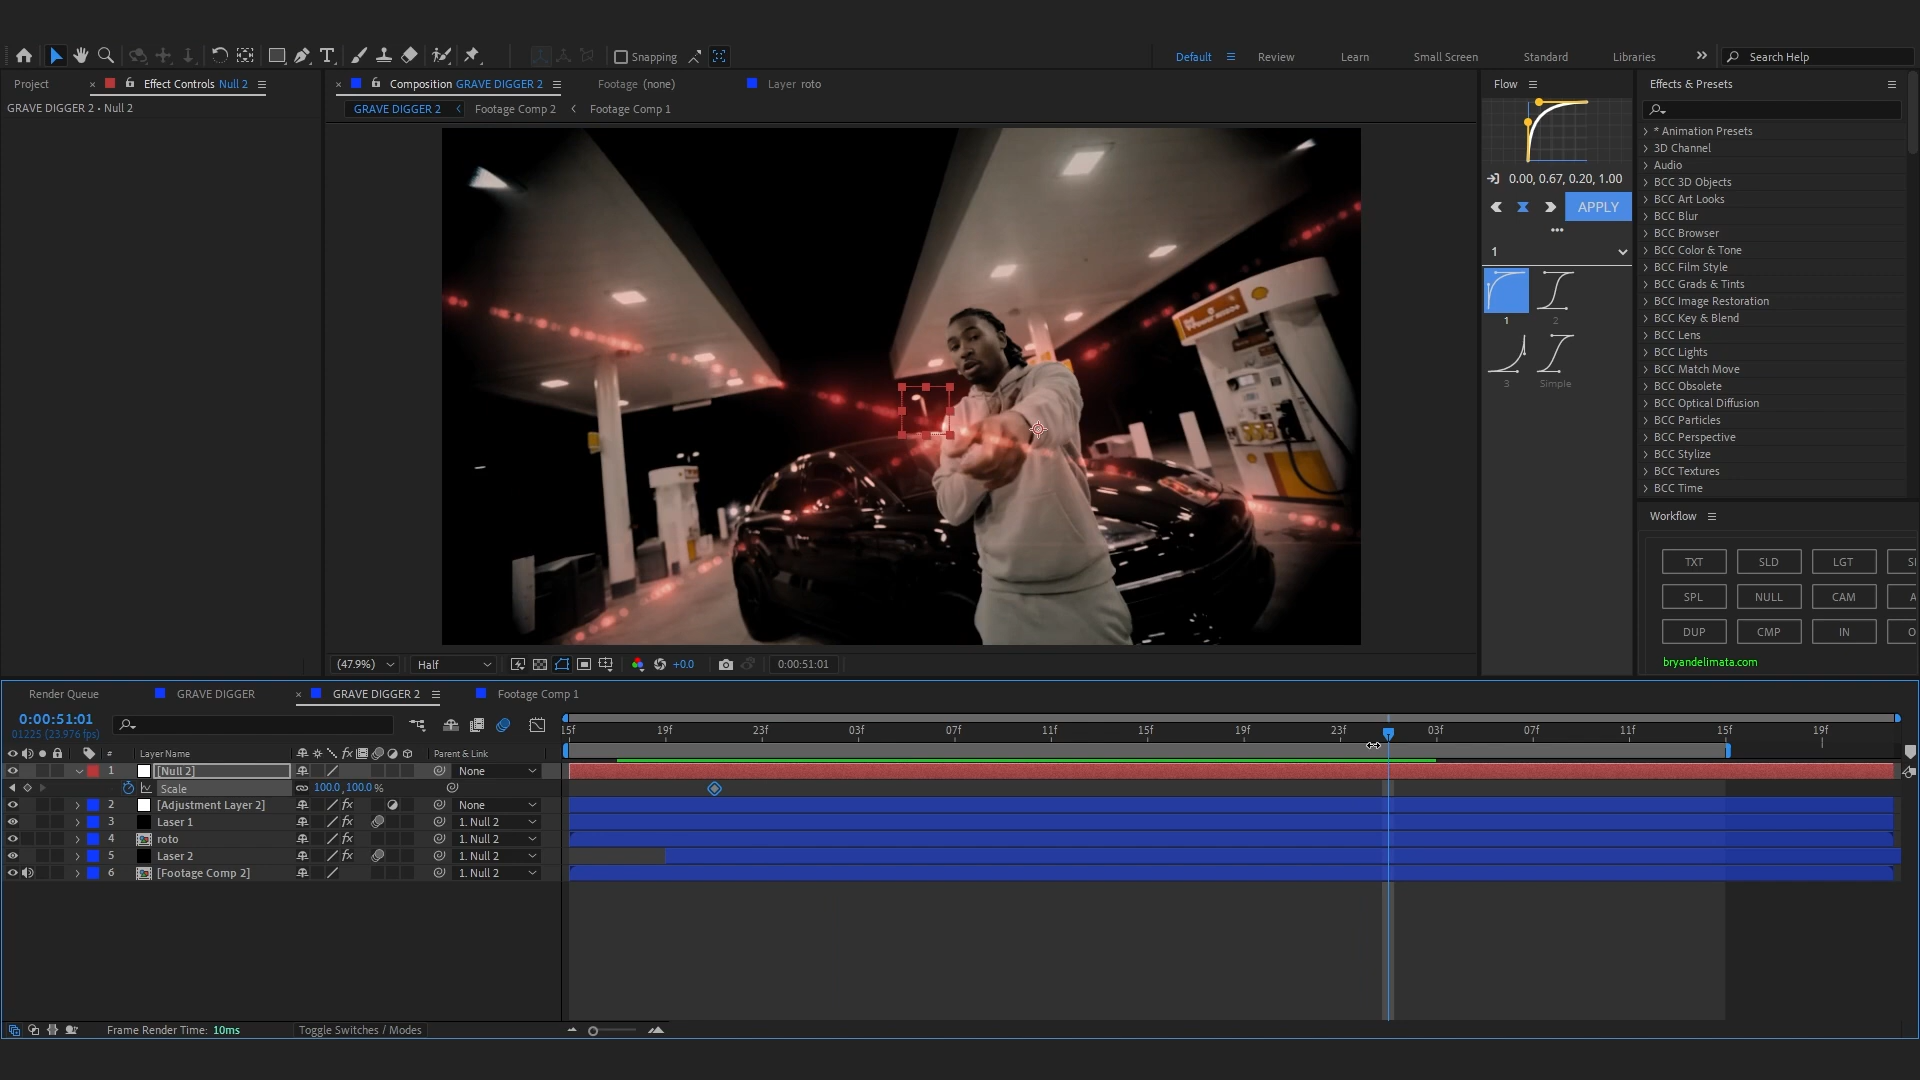 Snapping
Default
Review
Learn
Small Screen
Standard
Libraries
Search Help
Project
Effect Controls Null 2
Composition GRAVE DIGGER 2
Footage (none)
Layer roto
Flow
Effects & Presets
GRAVE DIGGER 2 • Null 2
GRAVE DIGGER 2
Footage Comp 2
Footage Comp 1
* Animation Presets
3D Channel
Audio
BCC 3D Objects
BCC Art Looks
BCC Blur
BCC Browser
BCC Color & Tone
BCC Film Style
BCC Grads & Tints
BCC Image Restoration
BCC Key & Blend
BCC Lens
BCC Lights
BCC Match Move
BCC Obsolete
BCC Optical Diffusion
BCC Particles
BCC Perspective
BCC Stylize
BCC Textures
BCC Time
0.00, 0.67, 0.20, 1.00
APPLY
1
1
2
3
Simple
Workflow
TXT
SLD
LGT
SPL
NULL
CAM
DUP
CMP
IN
bryandelimata.com
(47.9%)
Half
+0.0
0:00:51:01
Render Queue
GRAVE DIGGER
GRAVE DIGGER 2
Footage Comp 1
0:00:51:01
01225 (23.976 fps)
15f
19f
23f
03f
07f
11f
15f
19f
23f
03f
07f
11f
15f
19f
# Layer Name
Parent & Link
1 [Null 2] None
Scale 100.0, 100.0 %
2 [Adjustment Layer 2] fx None
3 Laser 1 fx 1. Null 2
4 roto fx 1. Null 2
5 Laser 2 fx 1. Null 2
6 [Footage Comp 2] 1. Null 2
Frame Render Time: 10ms
Toggle Switches / Modes